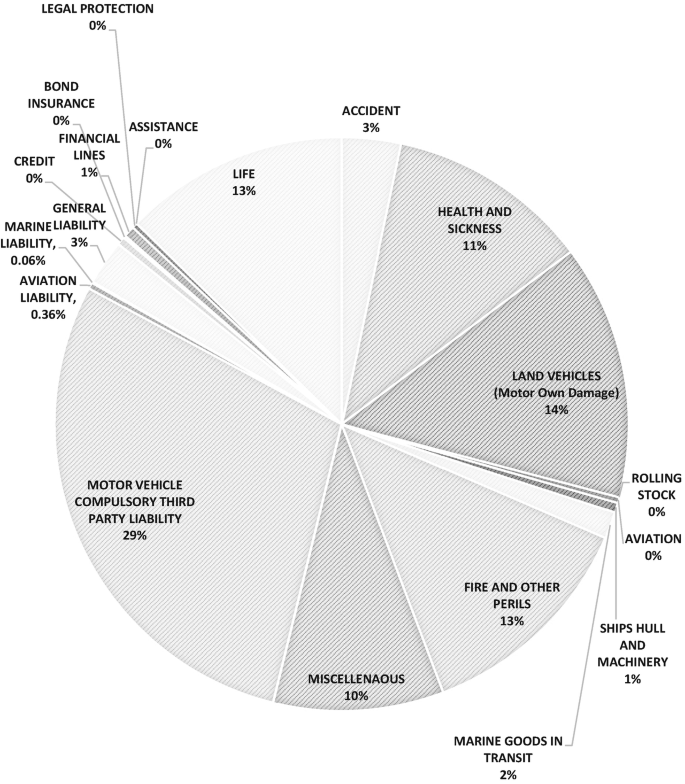 LEGAL PROTECTION
0%
BOND
INSURANCE
0%
FINANCIAL
LINES
1%
ASSISTANCE
0%
CREDIT
0%
GENERAL
LIABILITY
3%
MARINE
LIABILITY,
0.06%
AVIATION
LIABILITY,
0.36%
LIFE
13%
ACCIDENT
3%
HEALTH AND
SICKNESS
11%
LAND VEHICLES
(Motor Own Damage)
14%
ROLLING
STOCK
0%
AVIATION
0%
SHIPS HULL
AND
MACHINERY
1%
MARINE GOODS IN
TRANSIT
2%
FIRE AND OTHER
PERILS
13%
MISCELLENAOUS
10%
MOTOR VEHICLE
COMPULSORY THIRD
PARTY LIABILITY
29%